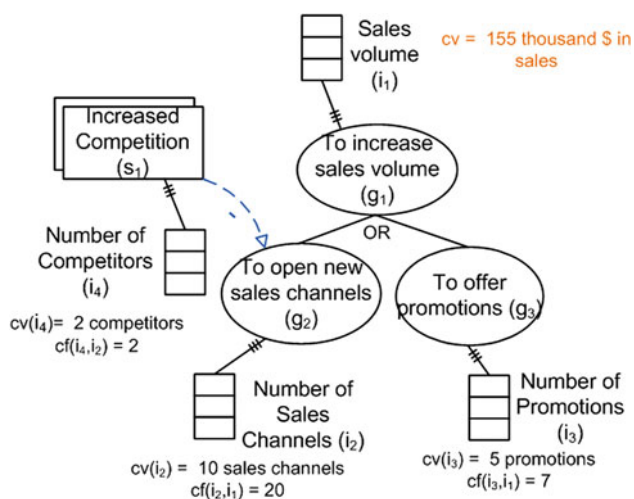 Sales
volume
(i1)
cv = 155 thousand $ in
sales
Increased
Competition
(s1)
To increase
sales volume
(g1)
OR
Number of
Competitors
(i4)
cv(i4)= 2 competitors
cf(i4,i2) = 2
To open new
sales channels
(g2)
To offer
promotions (g3)
Number of
Sales
Channels (i2)
cv(i2) = 10 sales channels
cf(i2,i1) = 20
Number of
Promotions
(i3)
cv(i3) = 5 promotions
cf(i3,i1) = 7